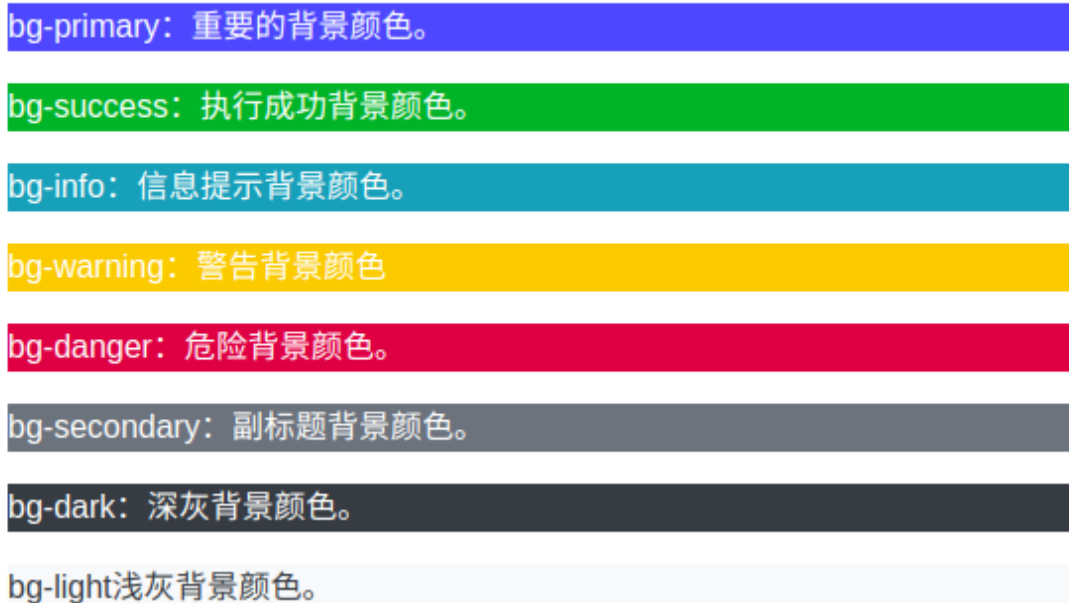 bg-primary：重要的背景颜色。
bg-success：执行成功背景颜色。
bg-info：信息提示背景颜色。
bg-warning：警告背景颜色
bg-danger：危险背景颜色。
bg-secondary：副标题背景颜色。
bg-dark：深灰背景颜色。
bg-light浅灰背景颜色。